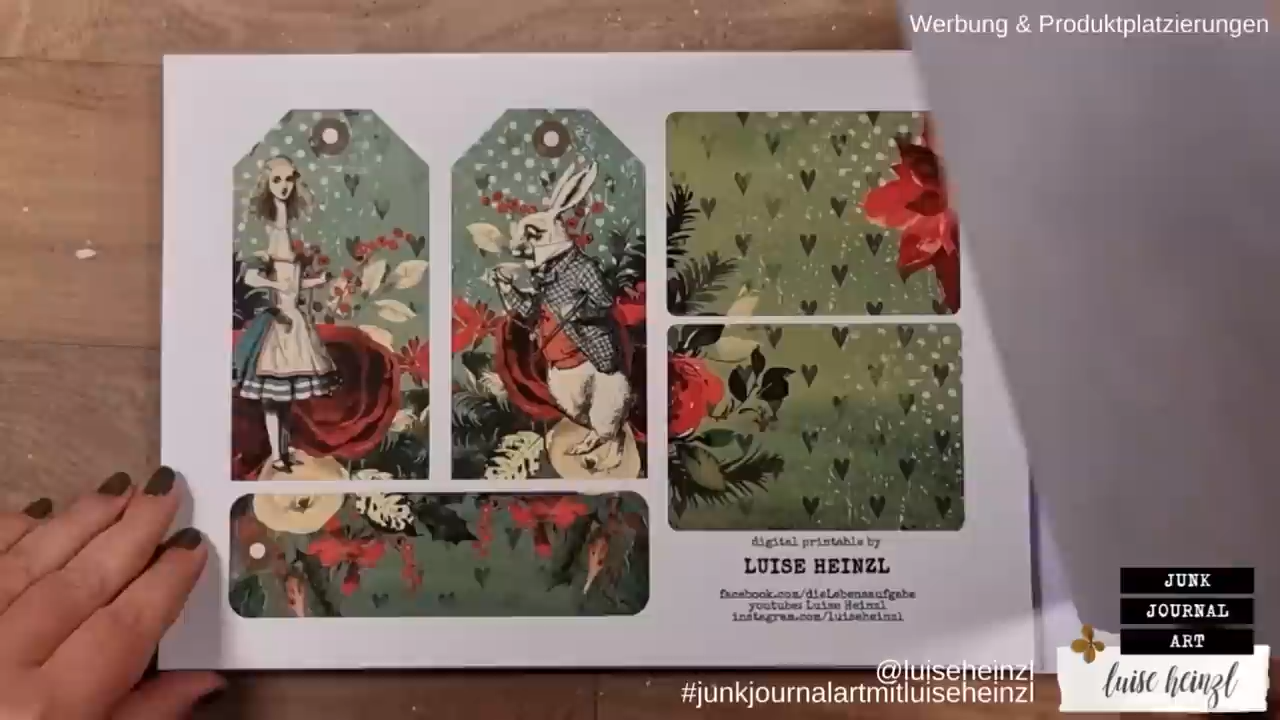 Werbung & Produktplatzierungen
digital printable by
LUISE HEINZL
facebook.com/dieLebensaufgabe
youtube: Luise Heinzl
instagram.com/luiseheinzl
JUNK
JOURNAL
ART
luise heinzl
@luiseheinzl
#junkjournalartmitluiseheinzl